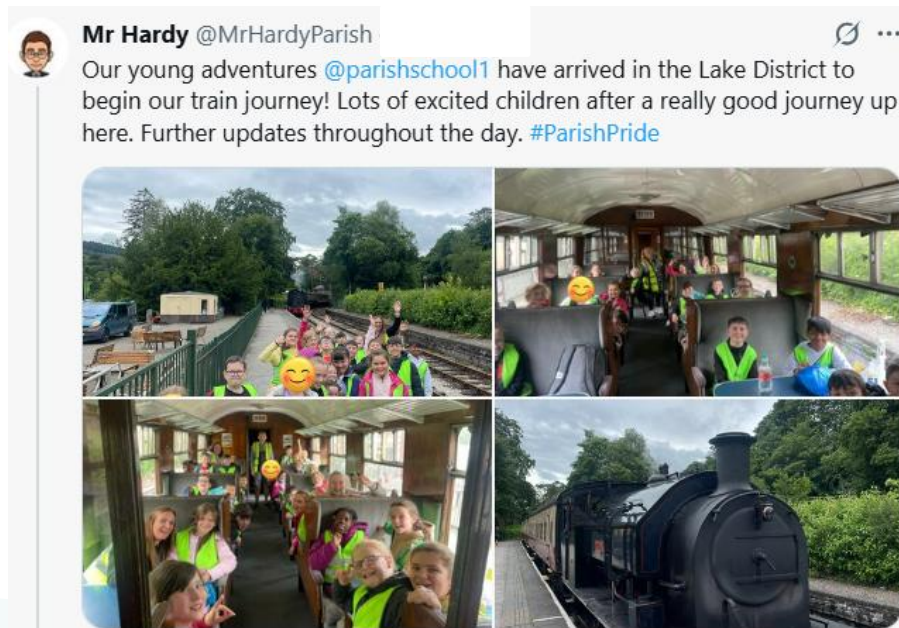 Mr Hardy @MrHardyParish
Our young adventures @parishschool1 have arrived in the Lake District to
begin our train journey! Lots of excited children after a really good journey up
here. Further updates throughout the day. #ParishPride